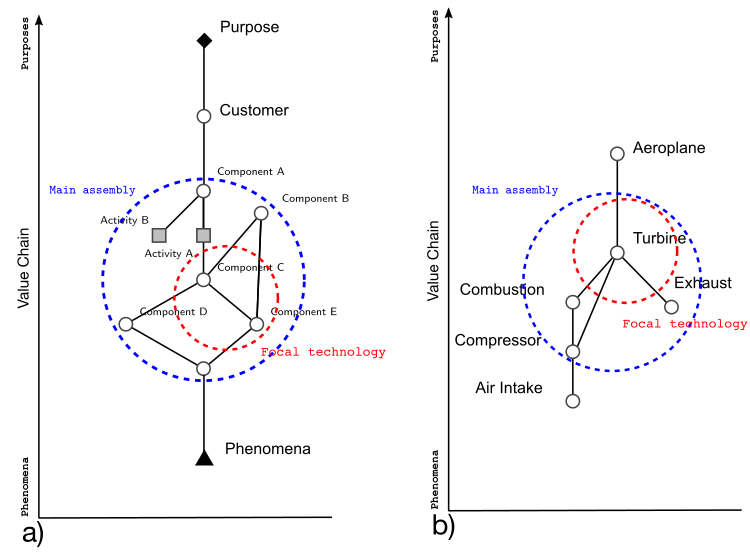 Purposes
Purpose
Customer
Component A
Main assembly
Component B
Activity B
Activity A
Component C
Value Chain
Component D
Component E
Focal technology
Phenomena
Phenomena
a)
Purposes
Aeroplane
Main assembly
Turbine
Value Chain
Combustion
Exhaust
Focal technology
Compressor
Air Intake
Phenomena
b)